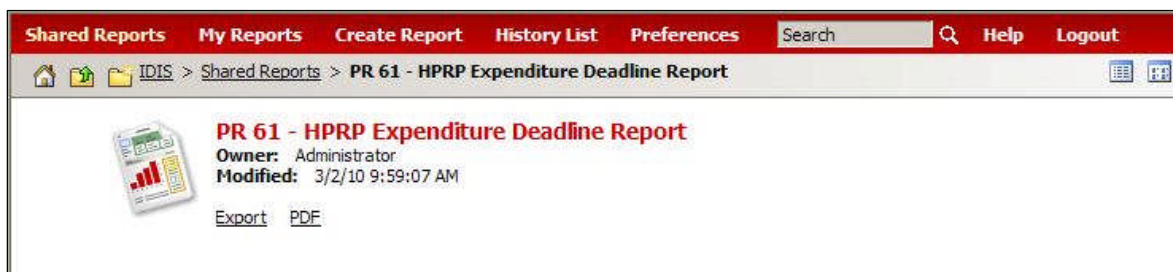 Shared Reports My Reports Create Report History List Preferences Search Help Logout
IDIS > Shared Reports > PR 61 - HPRP Expenditure Deadline Report
PR 61 - HPRP Expenditure Deadline Report
Owner: Administrator
Modified: 3/2/10 9:59:07 AM
Export PDF